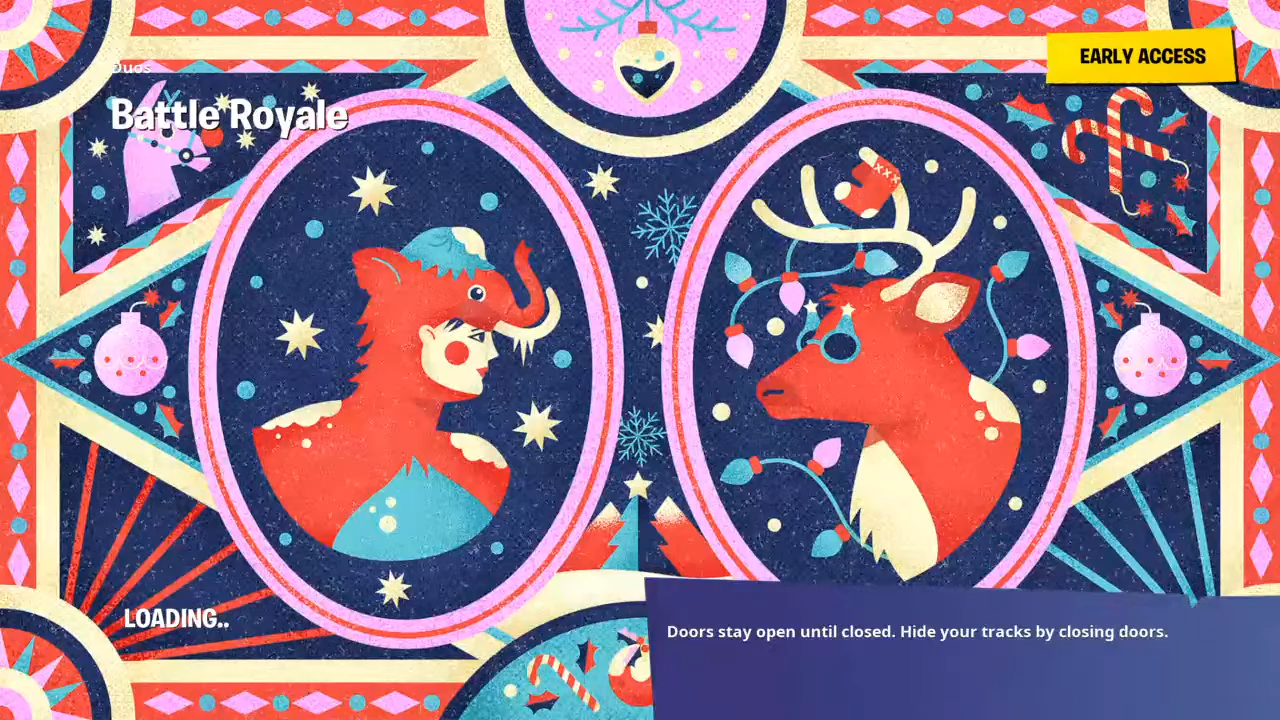 Duos
Battle Royale
EARLY ACCESS
LOADING..
Doors stay open until closed. Hide your tracks by closing doors.